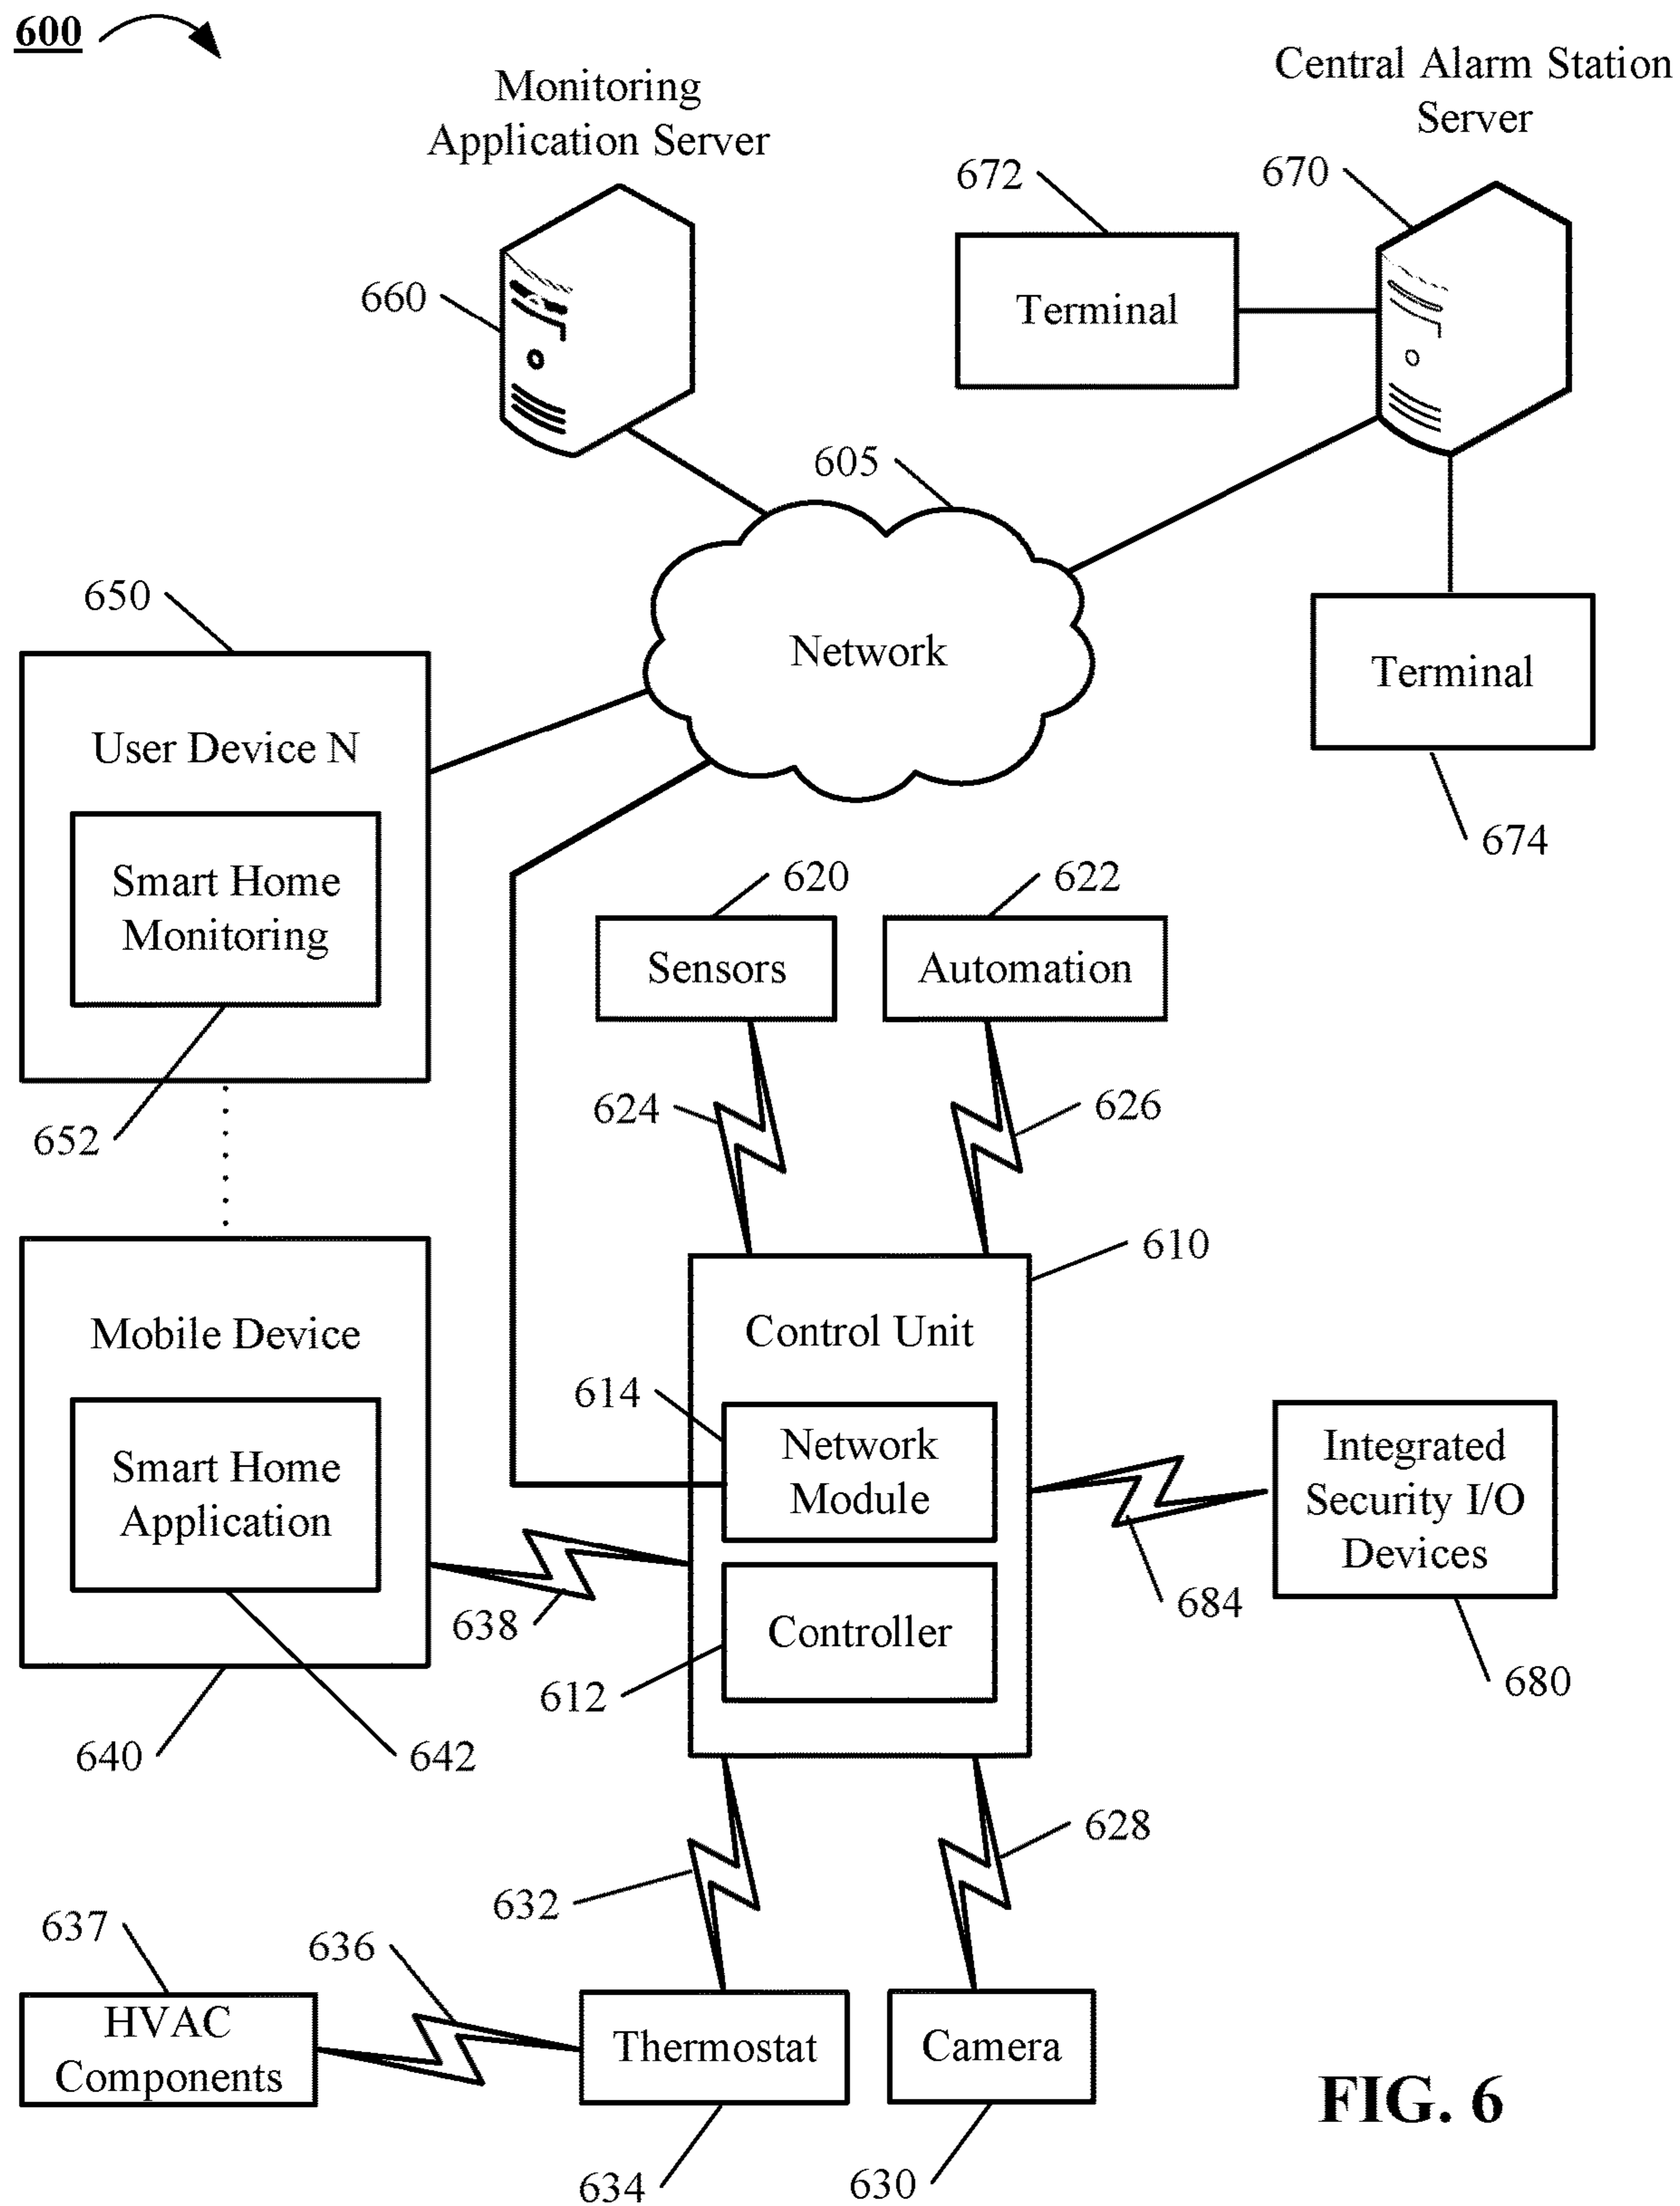 600
Monitoring
Application Server
Central Alarm Station
Server
672
670
660
Terminal
605
650
Network
Terminal
User Device N
674
Smart Home
Monitoring
620
622
Sensors
Automation
624
626
652
610
Mobile Device
Control Unit
614
Network
Module
Smart Home
Application
Integrated
Security I/O
Devices
638
684
Controller
612
680
640
642
628
632
637
636
HVAC
Components
Thermostat
Camera
FIG. 6
634
630